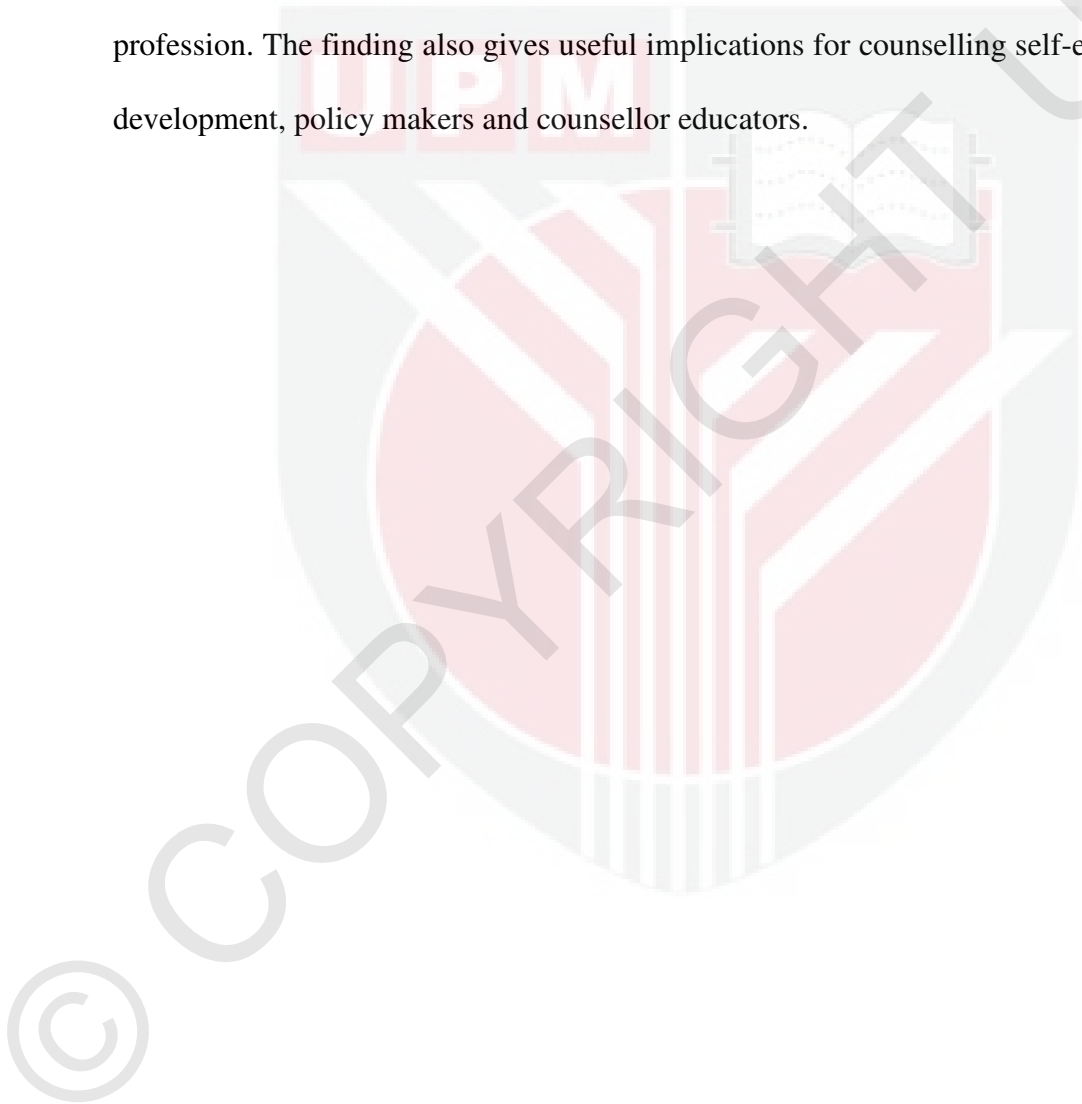 profession. The finding also gives useful implications for counselling self-e
development, policy makers and counsellor educators.
UPM
© COPYRIGHT U